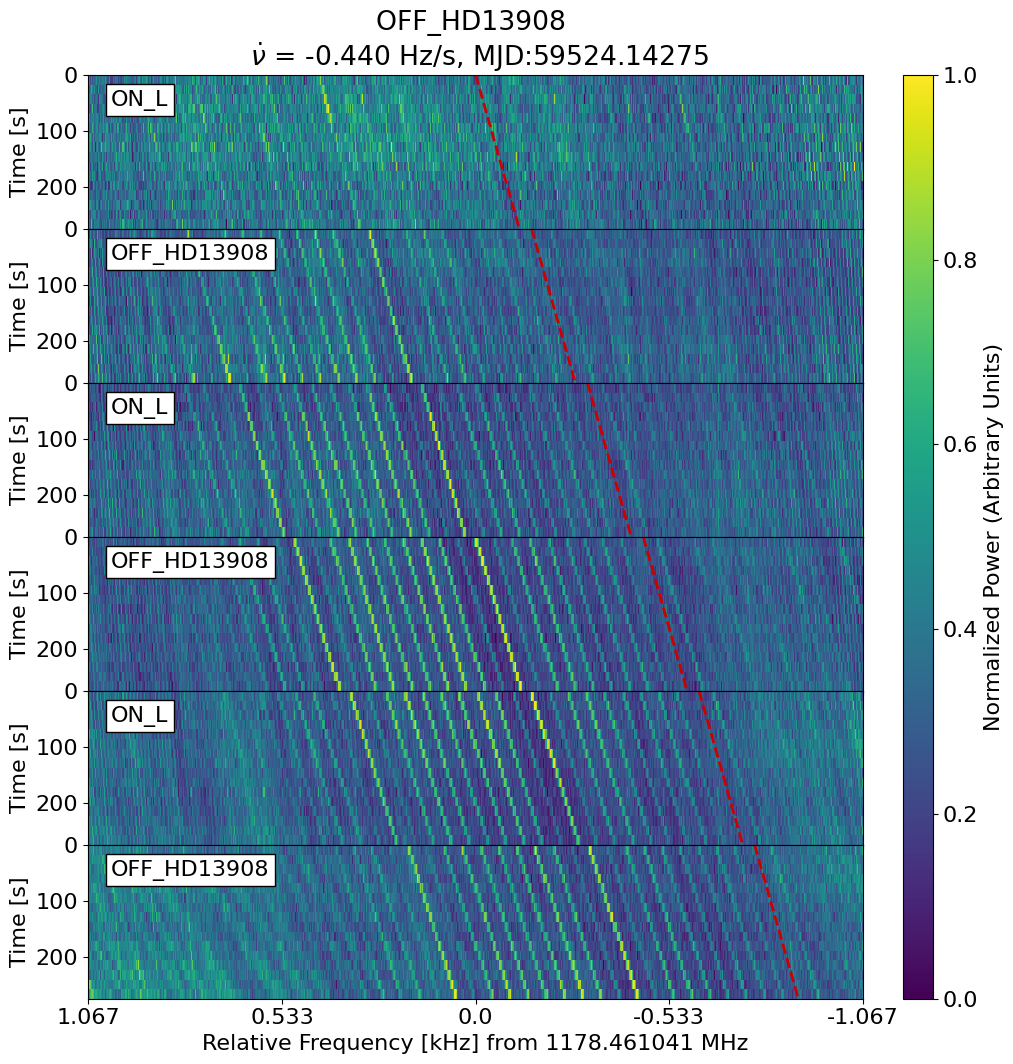 OFF_HD13908
ν̇ = -0.440 Hz/s, MJD:59524.14275
0
ON_L
100
200
Time [s]
0
OFF_HD13908
100
200
Time [s]
0
ON_L
100
200
Time [s]
0
OFF_HD13908
100
200
Time [s]
0
ON_L
100
200
Time [s]
0
OFF_HD13908
100
200
Time [s]
1.067 0.533 0.0 -0.533 -1.067
Relative Frequency [kHz] from 1178.461041 MHz
1.0
0.8
0.6
0.4
0.2
0.0
Normalized Power (Arbitrary Units)